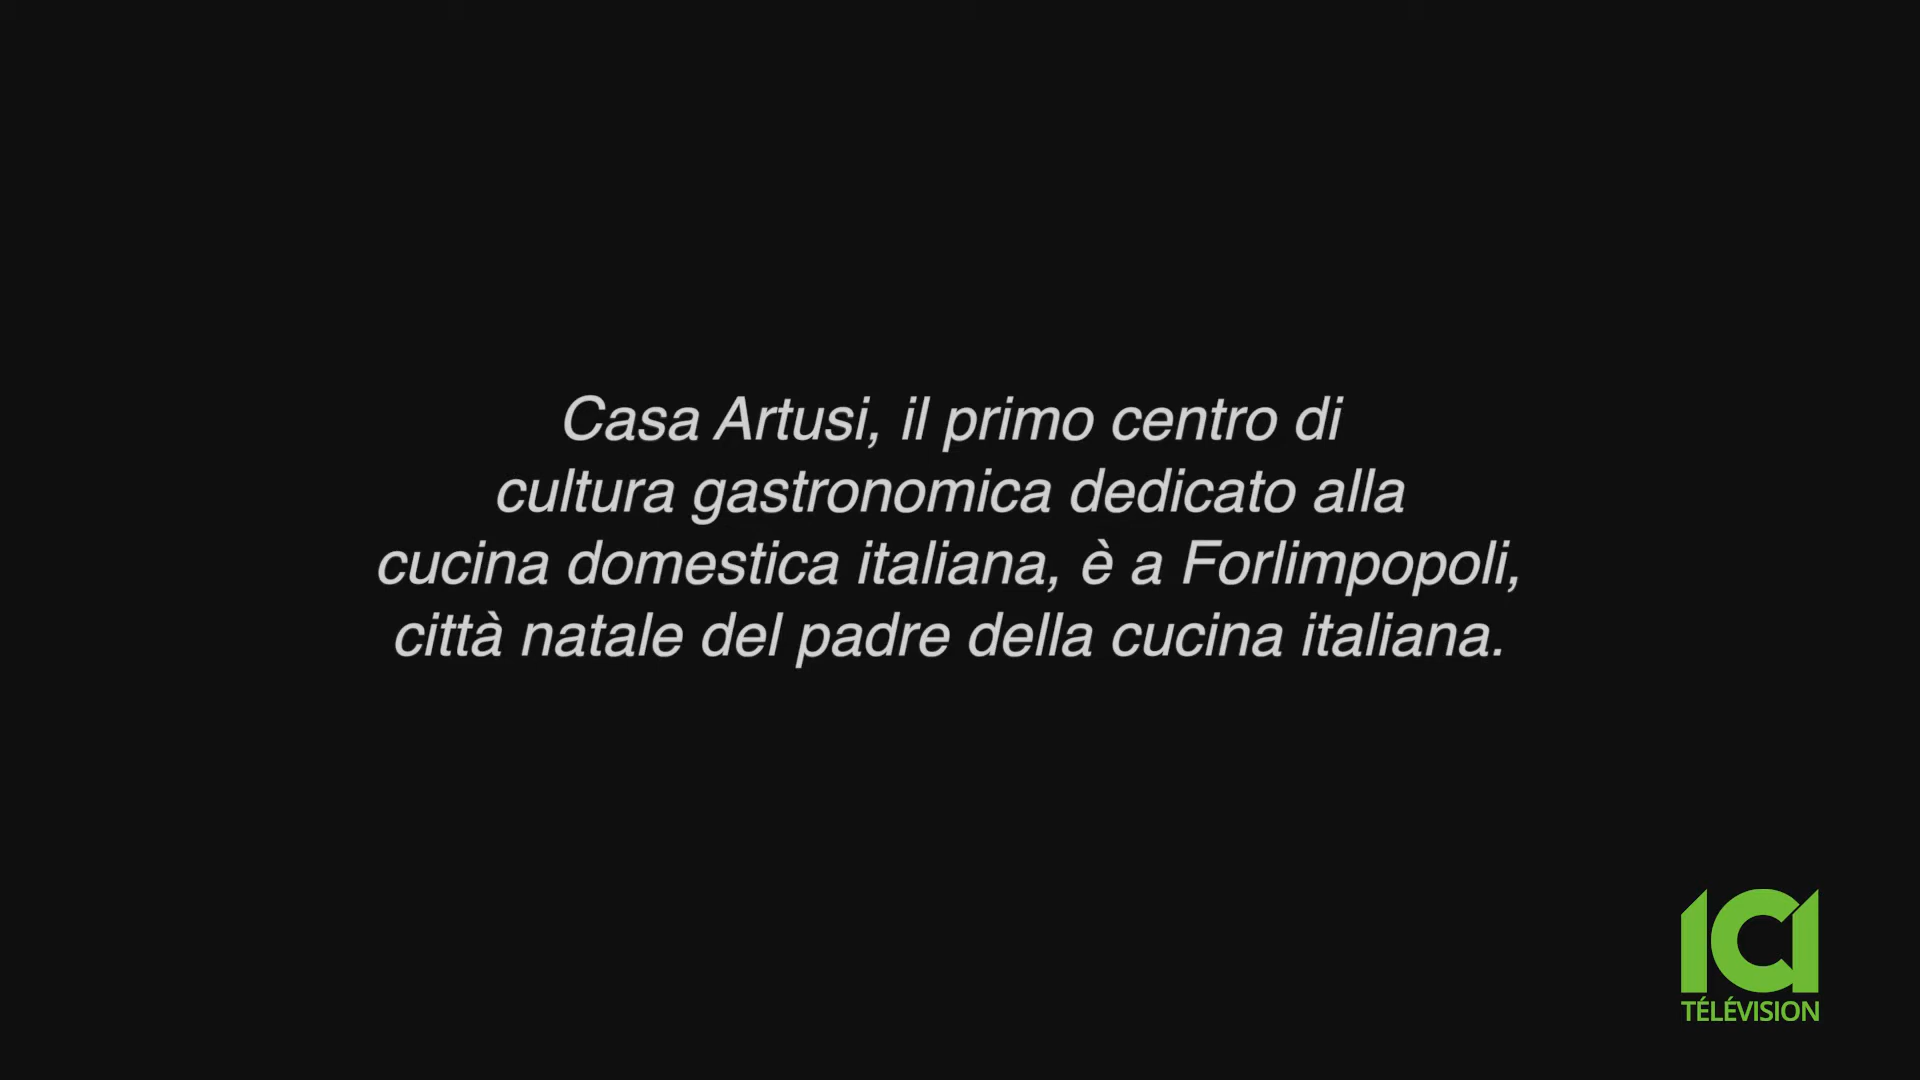 Casa Artusi, il primo centro di
cultura gastronomica dedicato alla
cucina domestica italiana, è a Forlimpopoli,
città natale del padre della cucina italiana.
ICI
TÉLÉVISION